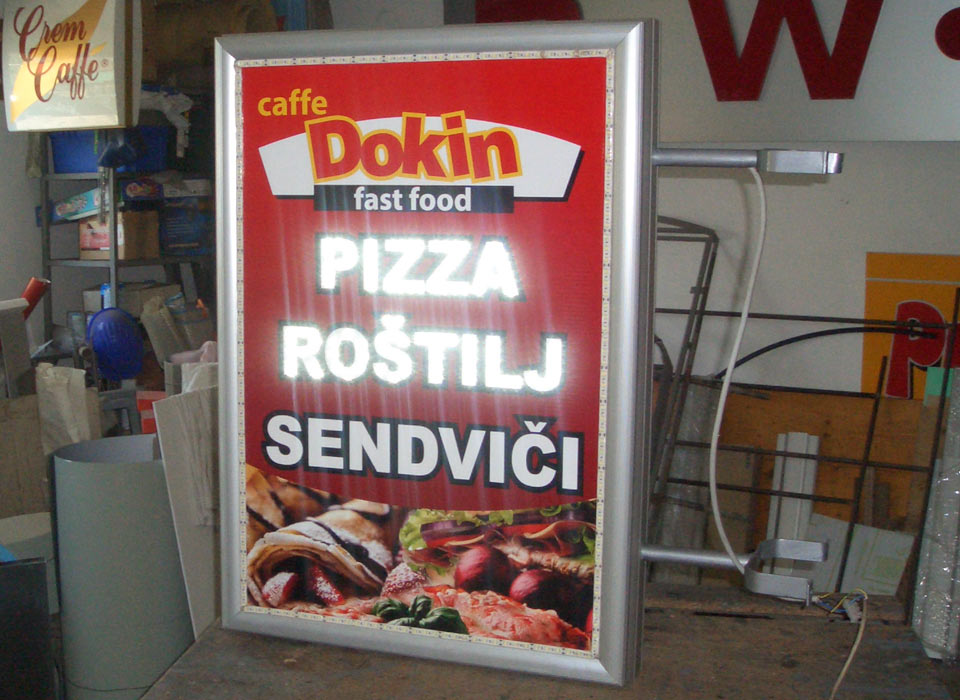 Crem
Caffe®
caffe
Dokin
fast food
PIZZA
ROŠTILJ
SENDVIČI
W
P